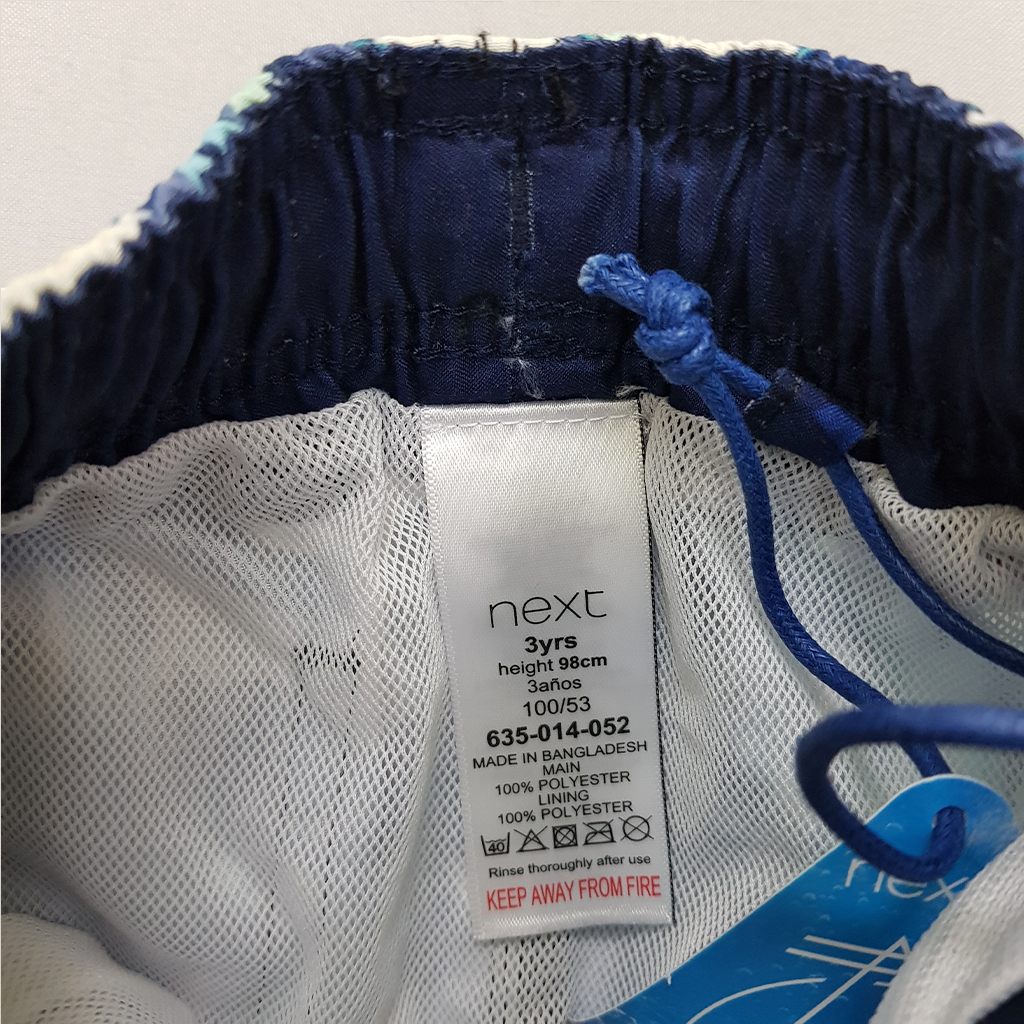 next
3yrs
height 98cm
3años
100/53
635-014-052
MADE IN BANGLADESH
MAIN
100% POLYESTER
LINING
100% POLYESTER
40
Rinse thoroughly after use
KEEP AWAY FROM FIRE
next